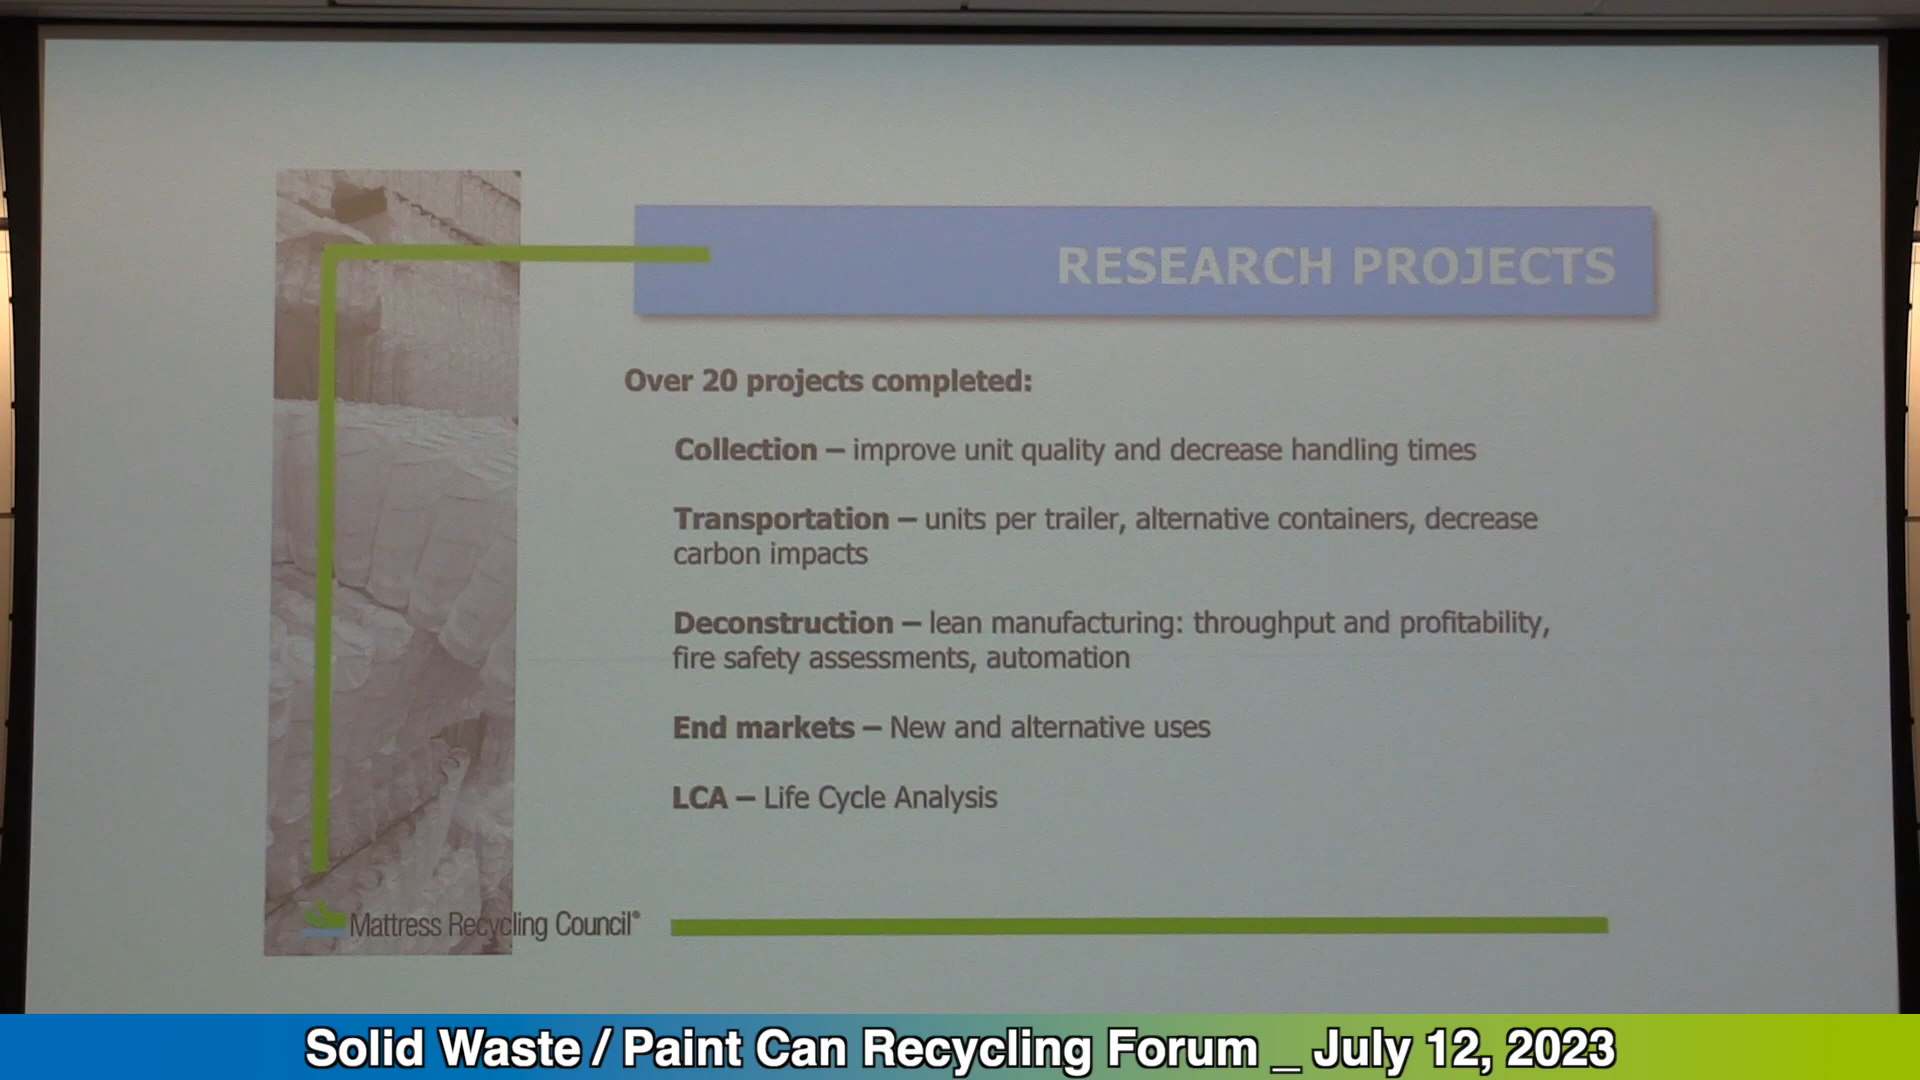 RESEARCH PROJECTS
Over 20 projects completed:
Collection – improve unit quality and decrease handling times
Transportation – units per trailer, alternative containers, decrease
carbon impacts
Deconstruction – lean manufacturing: throughput and profitability,
fire safety assessments, automation
End markets – New and alternative uses
LCA – Life Cycle Analysis
Mattress Recycling Council®
Solid Waste / Paint Can Recycling Forum _ July 12, 2023